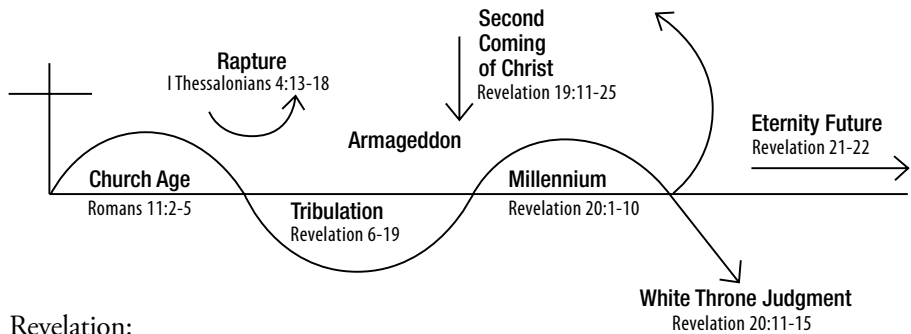 Second
Coming
of Christ
Revelation 19:11-25
Rapture
I Thessalonians 4:13-18
Armageddon
Eternity Future
Revelation 21-22
Church Age
Romans 11:2-5
Tribulation
Revelation 6-19
Millennium
Revelation 20:1-10
White Throne Judgment
Revelation 20:11-15
Revelation: